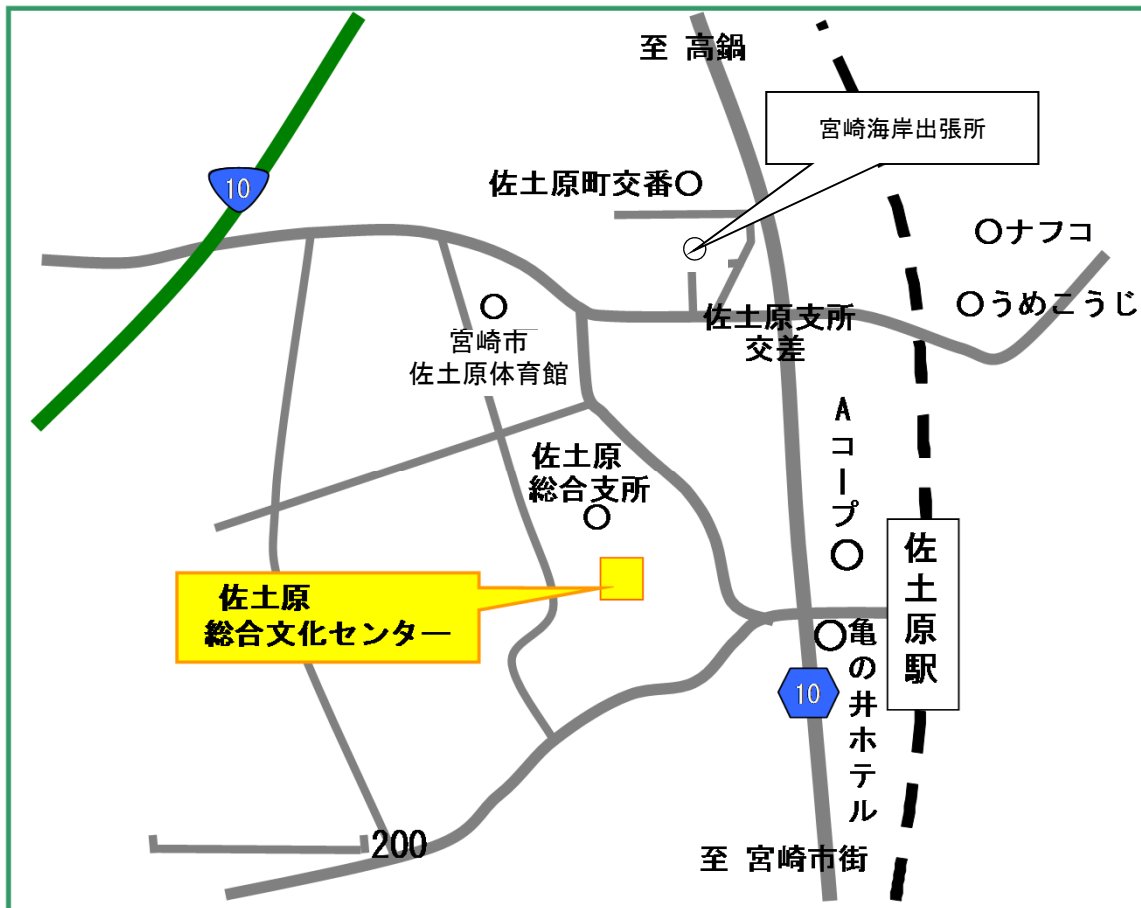 至 高鍋
宮崎海岸出張所
10
佐土原町交番
ナフコ
うめこうじ
佐土原支所
交差
宮崎市
佐土原体育館
Aコープ
佐土原
総合支所
佐土原駅
佐土原
総合文化センター
亀の井ホテル
10
200
至 宮崎市街